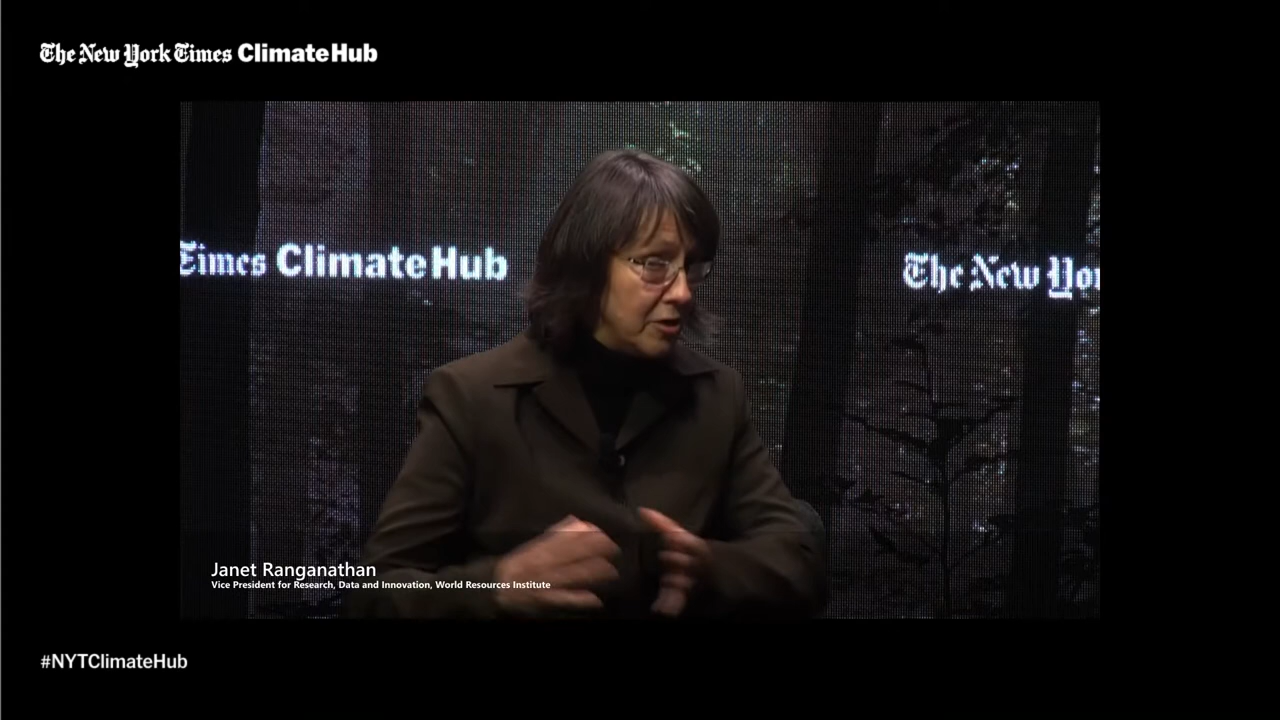 The New York Times Climate Hub
Times Climate Hub
The New Yor
Janet Ranganathan
Vice President for Research, Data and Innovation, World Resources Institute
#NYTClimateHub